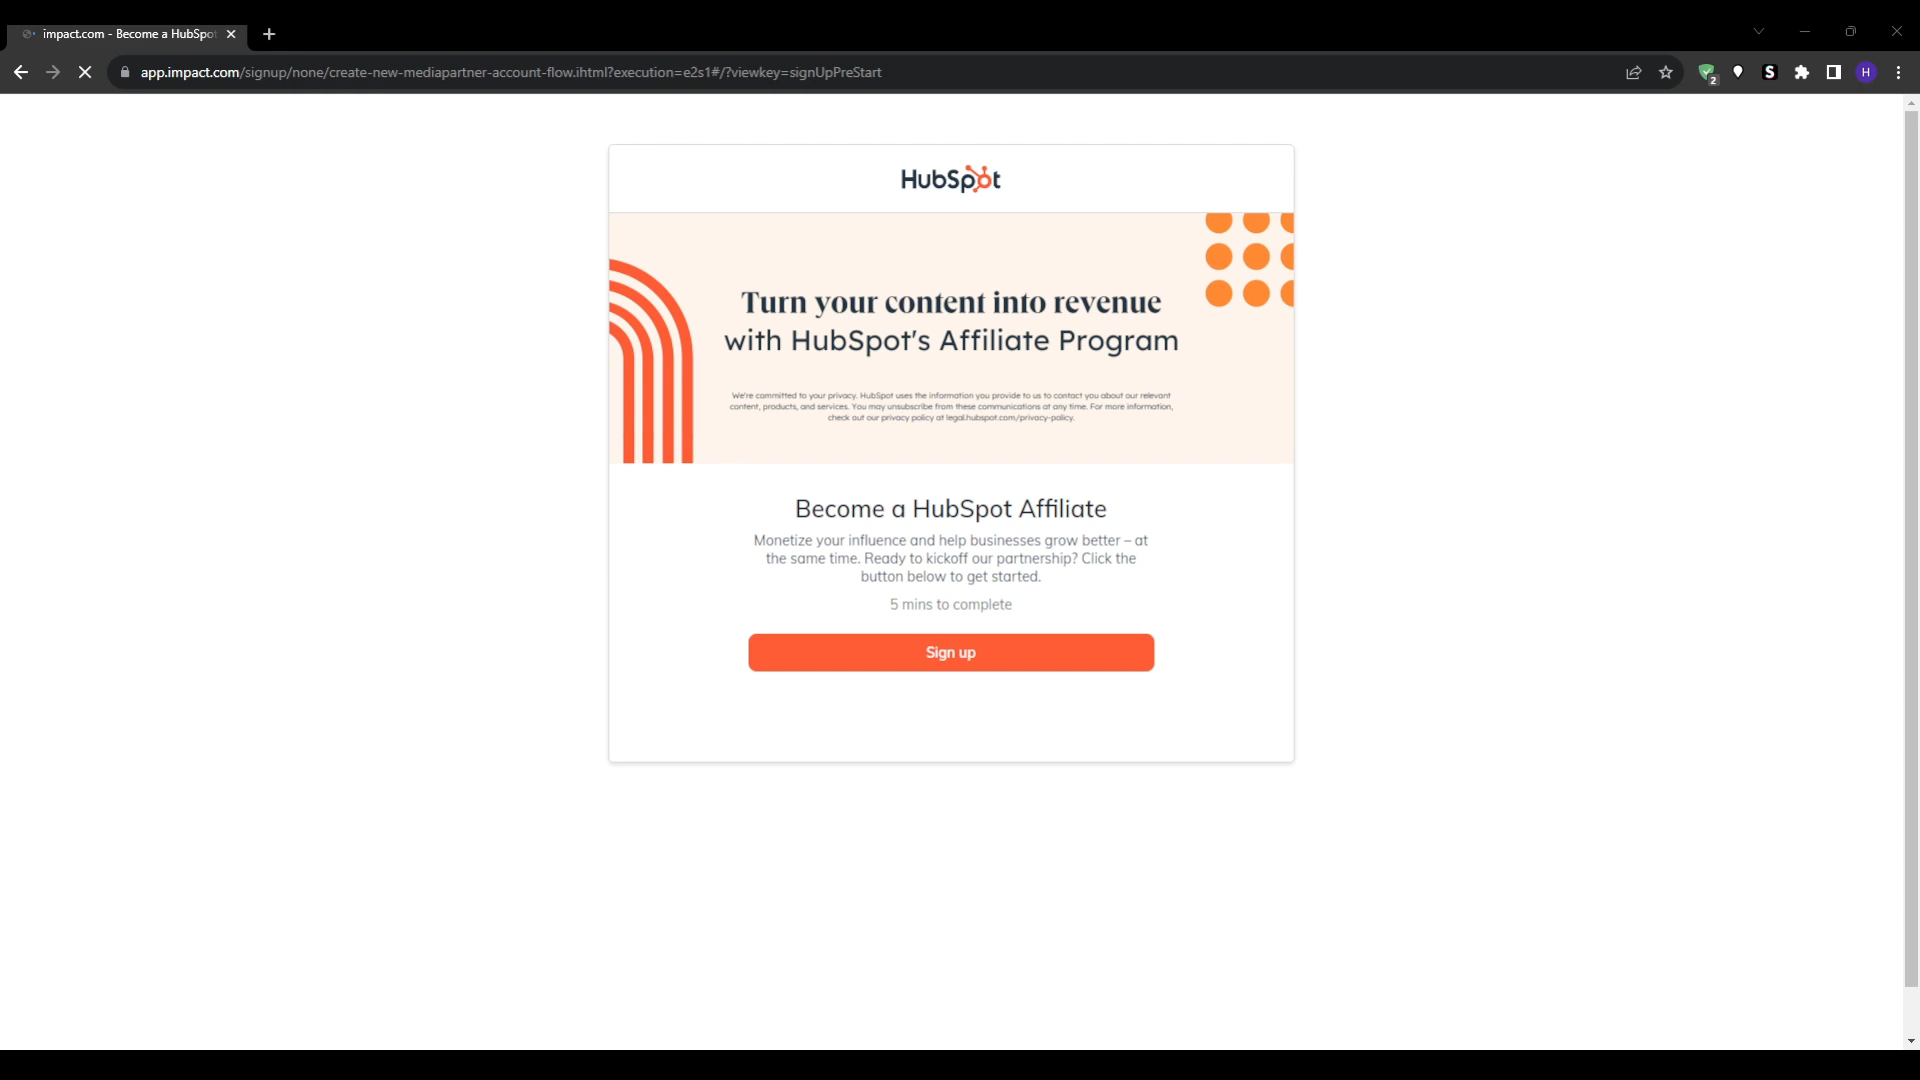 impact.com - Become a HubSpot
app.impact.com/signup/none/create-new-mediapartner-account-flow.ihtml?execution=e2s1#/?viewkey=signUpPreStart
2
S
H
HubSpot
Turn your content into revenue
with HubSpot's Affiliate Program
We're committed to your privacy. HubSpot uses the information you provide to us to contact you about our relevant
content, products, and services. You may unsubscribe from these communications at any time. For more information,
check out our privacy policy at legal.hubspot.com/privacy-policy.
Become a HubSpot Affiliate
Monetize your influence and help businesses grow better – at
the same time. Ready to kickoff our partnership? Click the
button below to get started.
5 mins to complete
Sign up